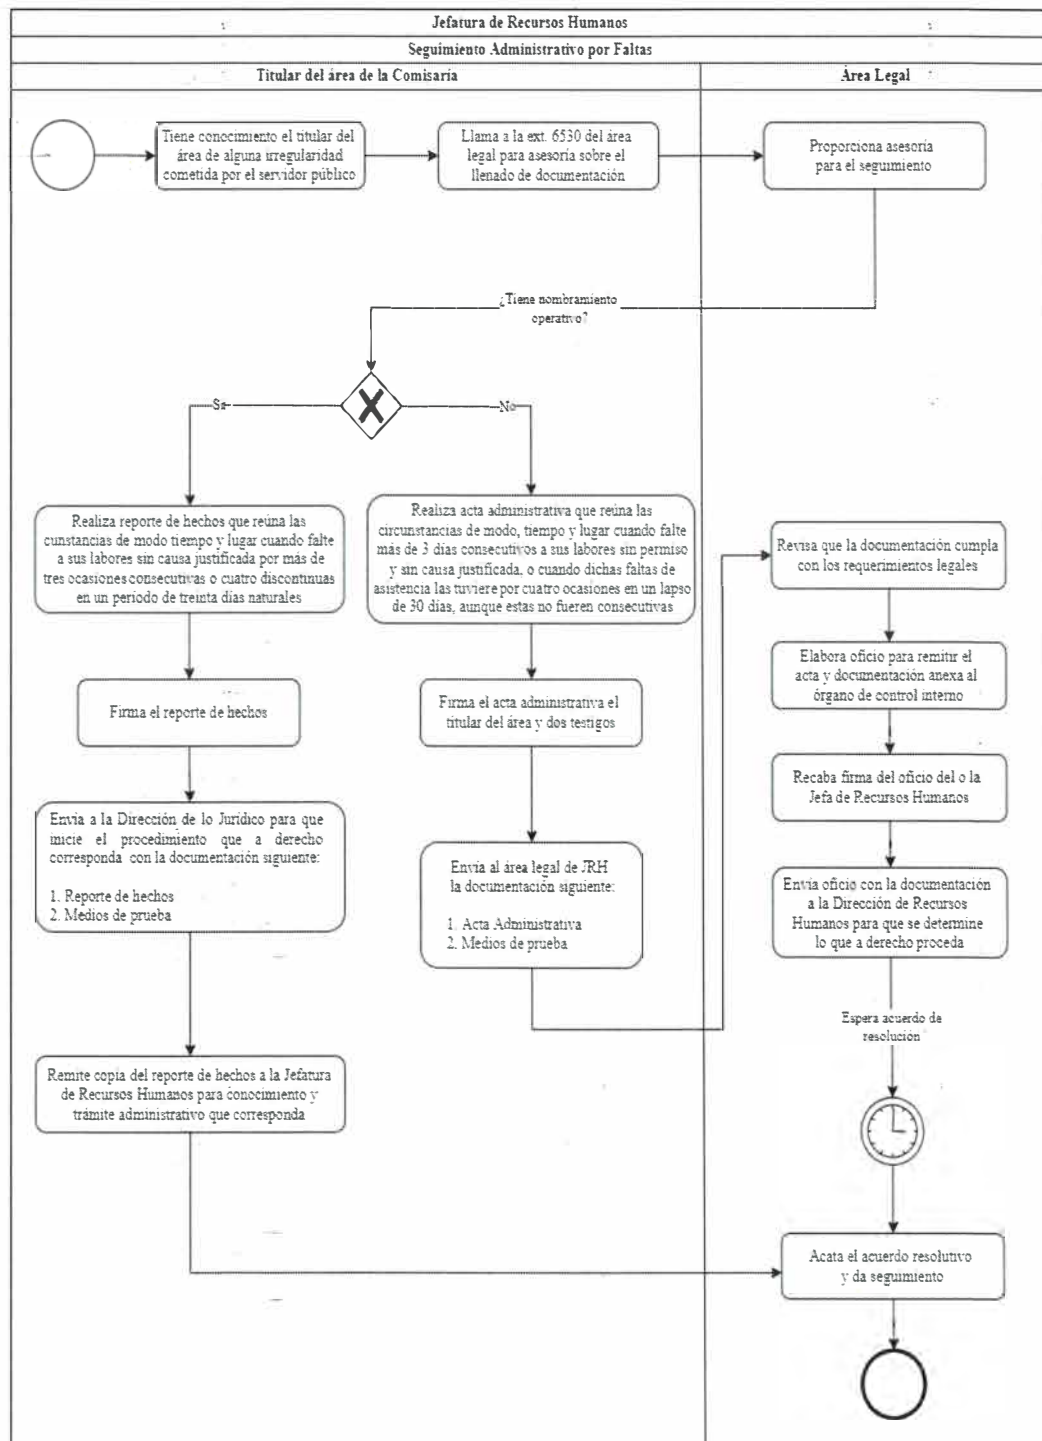 Jefatura de Recursos Humanos
Seguimiento Administrativo por Faltas
Titular del área de la Comisaría
Área Legal
Tiene conocimiento el titular del
área de alguna irregularidad
cometida por el servidor público
Llama a la ext. 6530 del área
legal para asesoría sobre el
llenado de documentación
Proporciona asesoría
para el seguimiento
¿Tiene nombramiento
operativo?
No
Realiza reporte de hechos que reúna las
cunstancias de modo tiempo y lugar cuando falte
a sus labores sin causa justificada por más de
tres ocasiones consecutivas o cuatro discontinuas
en un periodo de treinta días naturales
Realiza acta administrativa que reúna las
circunstancias de modo, tiempo y lugar cuando falte
más de 3 días consecutivos a sus labores sin permiso
y sin causa justificada, o cuando dichas faltas de
asistencia las tuviere por cuatro ocasiones en un lapso
de 30 días, aunque estas no fueren consecutivas
Revisa que la documentación cumpla
con los requerimientos legales
Elabora oficio para remitir el
acta y documentación anexa al
órgano de control interno
Firma el reporte de hechos
Firma el acta administrativa el
titular del área y dos testigos
Recaba firma del oficio del o la
Jefa de Recursos Humanos
Envía a la Dirección de lo Jurídico para que
inicie el procedimiento que a derecho
corresponda con la documentación siguiente:
1. Reporte de hechos
2. Medios de prueba
Envía al área legal de JRH
la documentación siguiente:
1. Acta Administrativa
2. Medios de prueba
Envía oficio con la documentación
a la Dirección de Recursos
Humanos para que se determine
lo que a derecho proceda
Espera acuerdo de
resolución
Remite copia del reporte de hechos a la Jefatura
de Recursos Humanos para conocimiento y
trámite administrativo que corresponda
Acata el acuerdo resolutivo
y da seguimiento